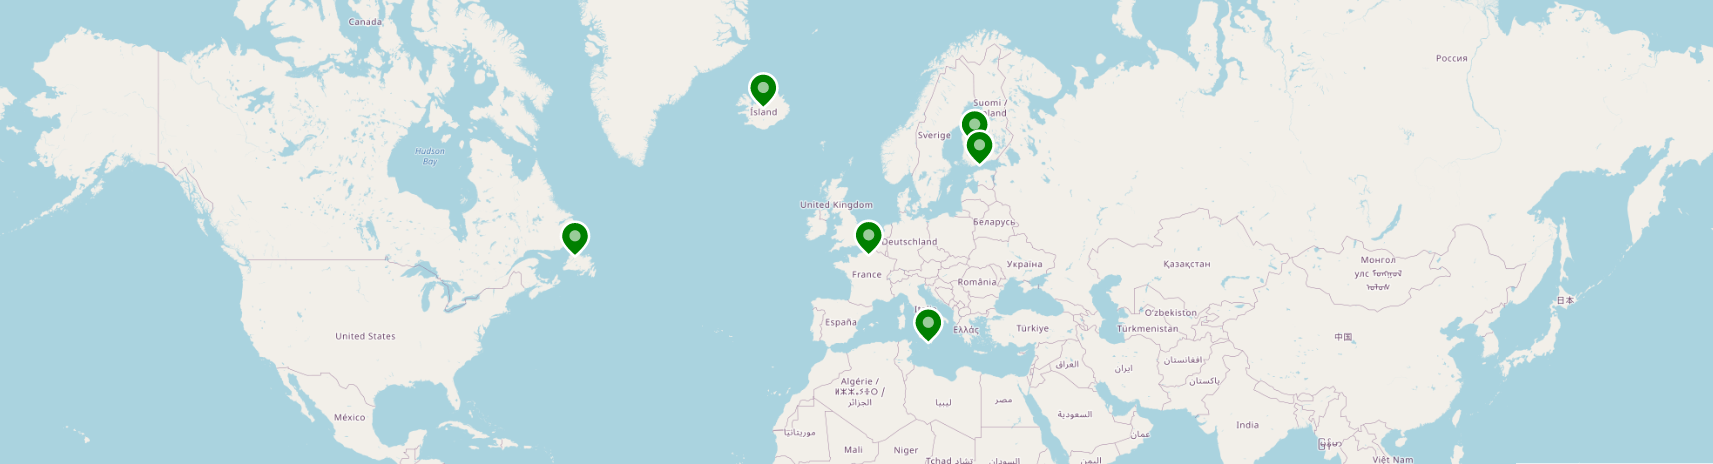 Canada
Россия
Suomi /
Ísland
Sverige
Hudson
Bay
United Kingdom
Беларусь
Deutschland
Україна
Қазақстан
Монгол
улс
France
România
日本
O'zbekiston
España
Ελλάς
Türkiye
Türkmenistan
United States
中国
افغانستان
العراق
ایران
پاکستان
Algérie /
ⵍⵣⵣⴰⵢⴻⵔ /
الجزائر
ليبيا
مصر
السعودية
México
India
موريتانيا
عمان
Mali
Niger
Tchad تشاد
السودان
اليمن
Việt Nam